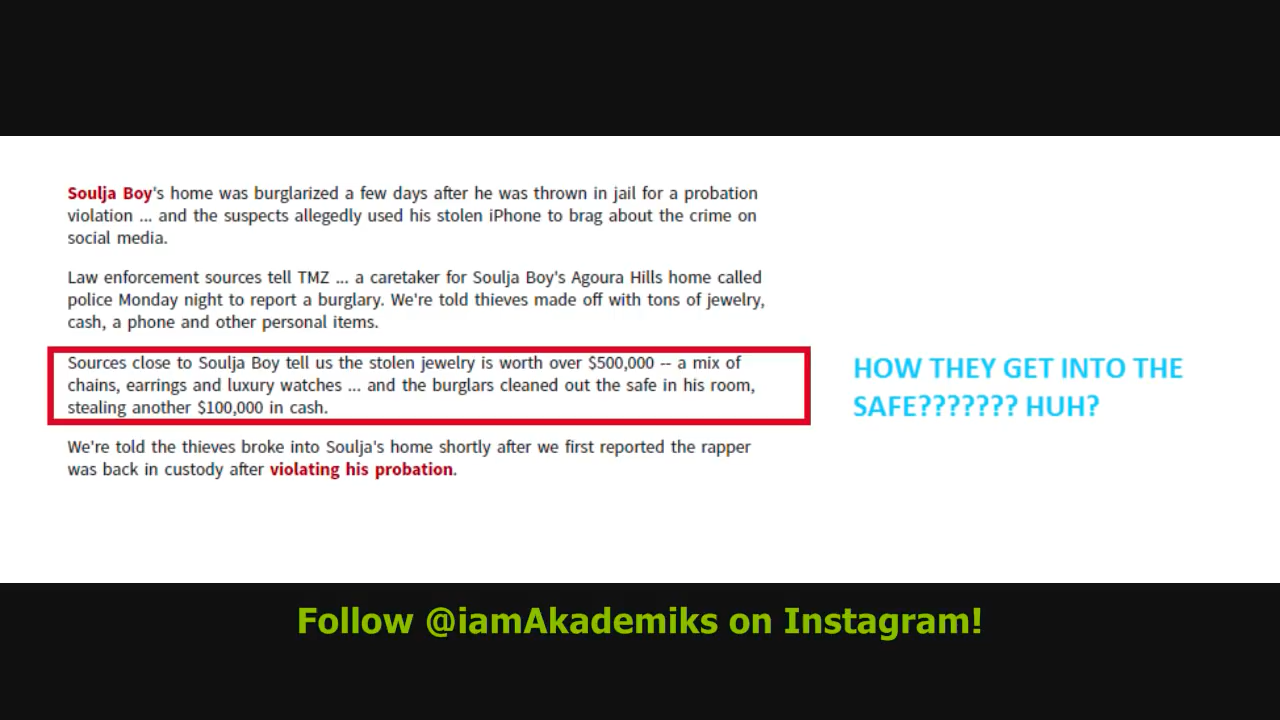 Soulja Boy's home was burglarized a few days after he was thrown in jail for a probation
violation ... and the suspects allegedly used his stolen iPhone to brag about the crime on
social media.
Law enforcement sources tell TMZ ... a caretaker for Soulja Boy's Agoura Hills home called
police Monday night to report a burglary. We're told thieves made off with tons of jewelry,
cash, a phone and other personal items.
Sources close to Soulja Boy tell us the stolen jewelry is worth over $500,000 -- a mix of
chains, earrings and luxury watches ... and the burglars cleaned out the safe in his room,
stealing another $100,000 in cash.
HOW THEY GET INTO THE
SAFE??????? HUH?
We're told the thieves broke into Soulja's home shortly after we first reported the rapper
was back in custody after violating his probation.
Follow @iamAkademiks on Instagram!